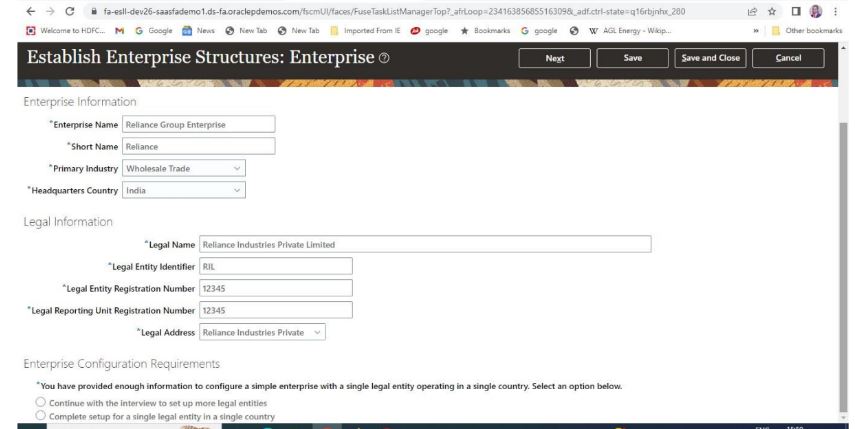 fa-esll-dev26-saasfademo1.ds-fa.oraclepdemos.com/fscmUI/faces/FuseTaskListManagerTop?_afrLoop=23416385685516309&_adf.ctrl-state=q16rbjnhx_280
Welcome to HDFC... G Google News New Tab New Tab Imported From IE google Bookmarks G google W AGL Energy - Wikip... » Other bookmarks
Establish Enterprise Structures: Enterprise Next Save Save and Close Cancel
Enterprise Information
*Enterprise Name Reliance Group Enterprise
*Short Name Reliance
*Primary Industry Wholesale Trade
*Headquarters Country India
Legal Information
*Legal Name Reliance Industries Private Limited
*Legal Entity Identifier RIL
*Legal Entity Registration Number 12345
*Legal Reporting Unit Registration Number 12345
*Legal Address Reliance Industries Private
Enterprise Configuration Requirements
*You have provided enough information to configure a simple enterprise with a single legal entity operating in a single country. Select an option below.
Continue with the interview to set up more legal entities
Complete setup for a single legal entity in a single country